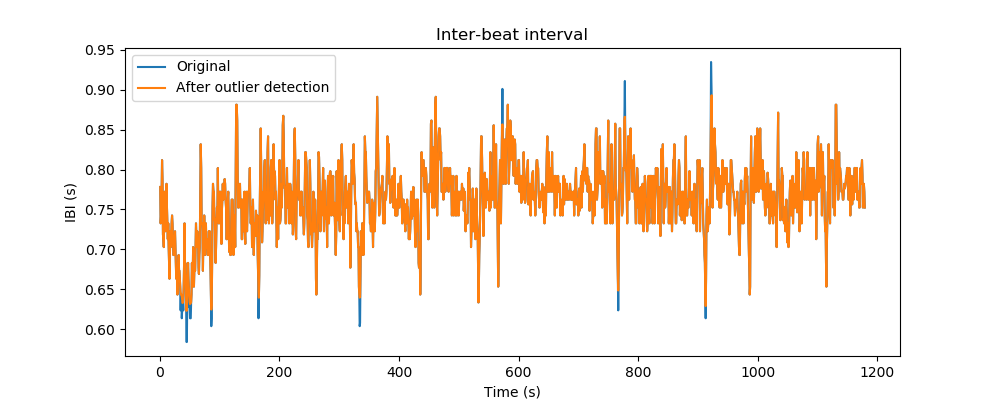 Inter-beat interval
Original
After outlier detection
IBI (s)
0.95
0.90
0.85
0.80
0.75
0.70
0.65
0.60
0 200 400 600 800 1000 1200
Time (s)